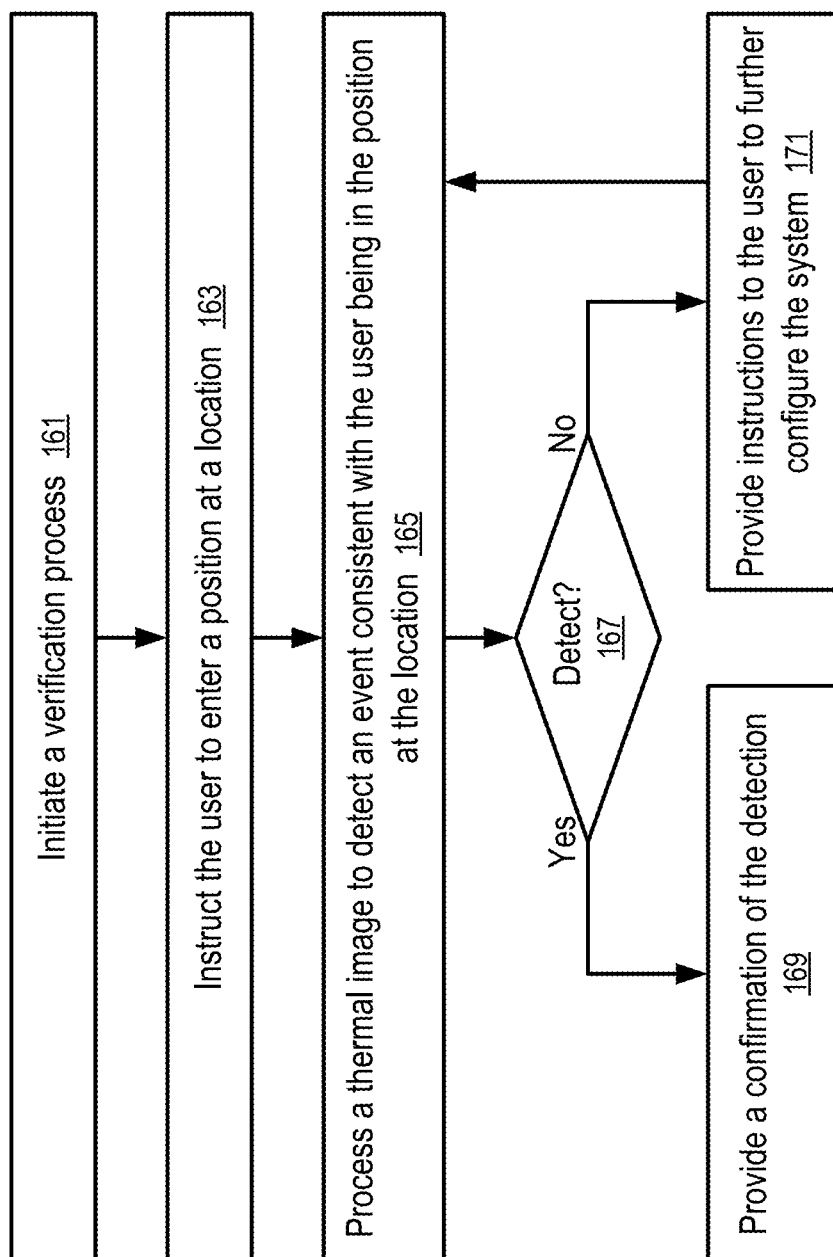 Initiate a verification process 161
Instruct the user to enter a position at a location 163
Process a thermal image to detect an event consistent with the user being in the position
at the location 165
Detect?
167
Yes
No
Provide a confirmation of the detection
169
Provide instructions to the user to further
configure the system 171